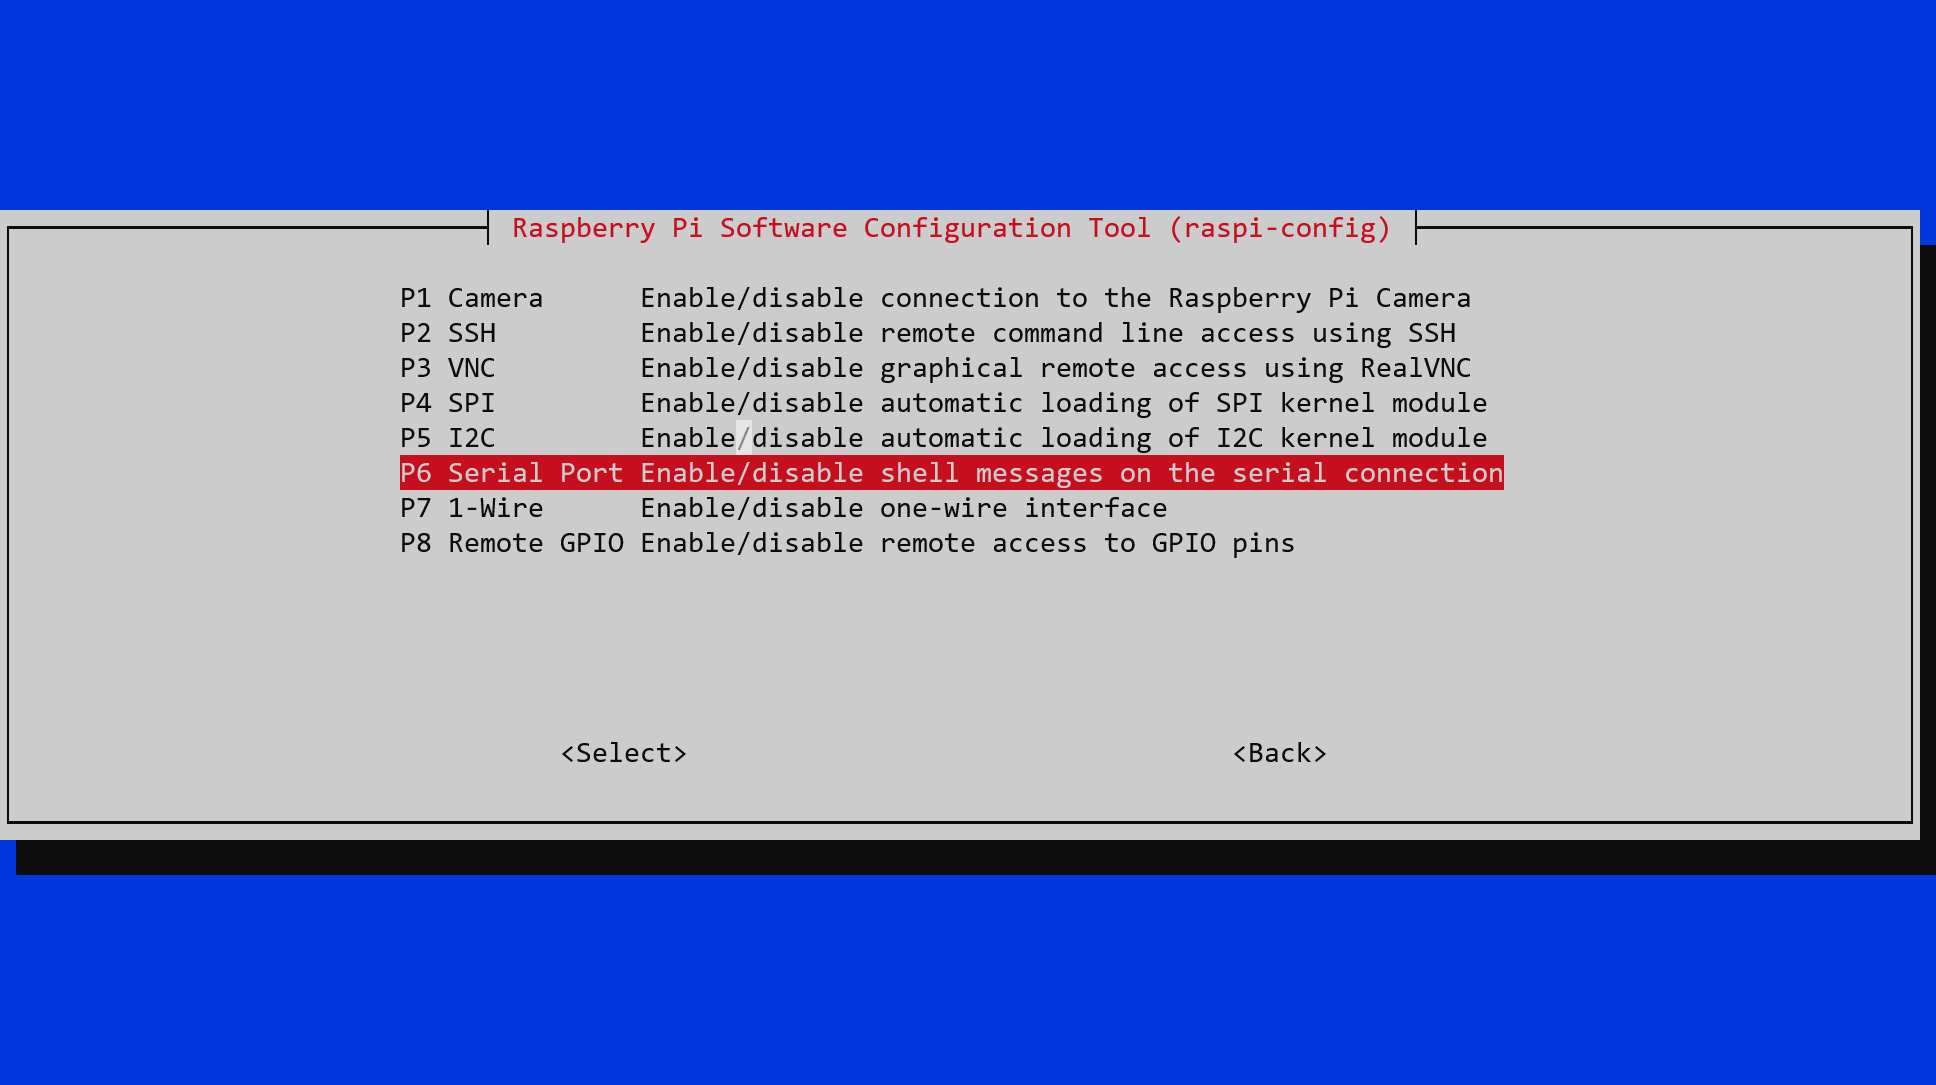 Raspberry Pi Software Configuration Tool (raspi-config)
P1 Camera Enable/disable connection to the Raspberry Pi Camera
P2 SSH Enable/disable remote command line access using SSH
P3 VNC Enable/disable graphical remote access using RealVNC
P4 SPI Enable/disable automatic loading of SPI kernel module
P5 I2C Enable/disable automatic loading of I2C kernel module
P6 Serial Port Enable/disable shell messages on the serial connection
P7 1-Wire Enable/disable one-wire interface
P8 Remote GPIO Enable/disable remote access to GPIO pins
<Select> <Back>